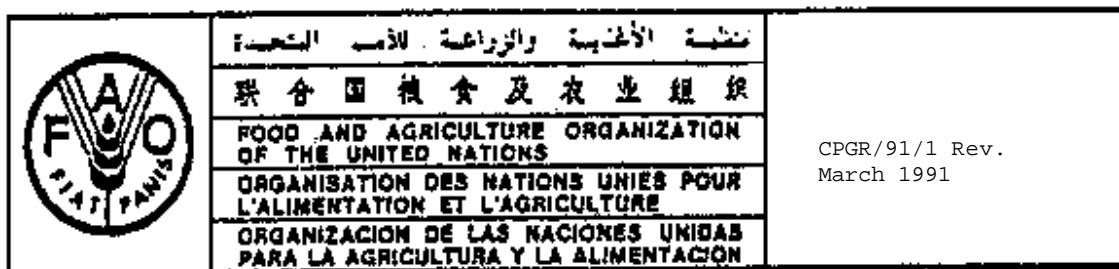 FAO
FIAT PANIS
منظمة الأغذية والزراعة للأمم المتحدة
联合国粮食及农业组织
FOOD AND AGRICULTURE ORGANIZATION
OF THE UNITED NATIONS
ORGANISATION DES NATIONS UNIES POUR
L'ALIMENTATION ET L'AGRICULTURE
ORGANIZACION DE LAS NACIONES UNIDAS
PARA LA AGRICULTURA Y LA ALIMENTACION
CPGR/91/1 Rev.
March 1991